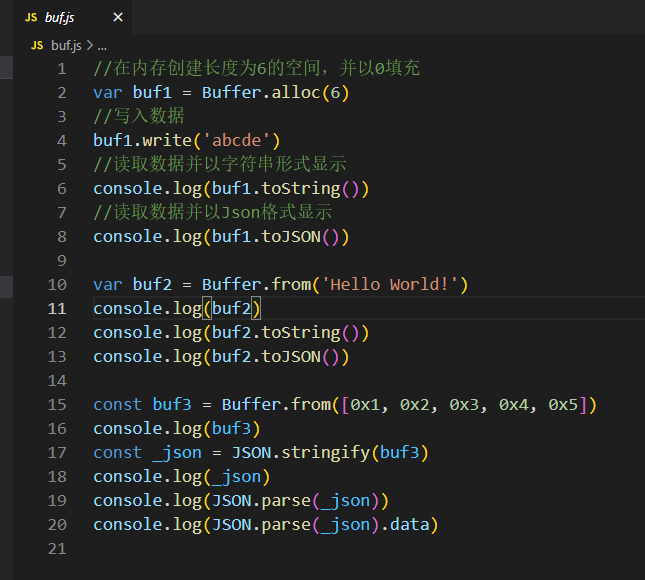 JS buf.js ×
JS buf.js > ...
1 //在内存创建长度为6的空间，并以0填充
2 var buf1 = Buffer.alloc(6)
3 //写入数据
4 buf1.write('abcde')
5 //读取数据并以字符串形式显示
6 console.log(buf1.toString())
7 //读取数据并以Json格式显示
8 console.log(buf1.toJSON())
9
10 var buf2 = Buffer.from('Hello World!')
11 console.log(buf2)
12 console.log(buf2.toString())
13 console.log(buf2.toJSON())
14
15 const buf3 = Buffer.from([0x1, 0x2, 0x3, 0x4, 0x5])
16 console.log(buf3)
17 const _json = JSON.stringify(buf3)
18 console.log(_json)
19 console.log(JSON.parse(_json))
20 console.log(JSON.parse(_json).data)
21